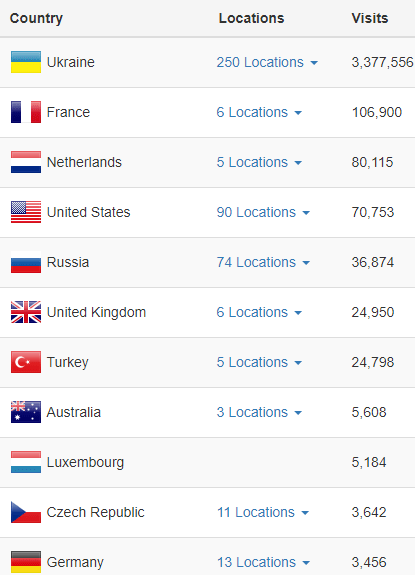 Country Locations Visits
Ukraine 250 Locations 3,377,556
France 6 Locations 106,900
Netherlands 5 Locations 80,115
United States 90 Locations 70,753
Russia 74 Locations 36,874
United Kingdom 6 Locations 24,950
Turkey 5 Locations 24,798
Australia 3 Locations 5,608
Luxembourg 5,184
Czech Republic 11 Locations 3,642
Germany 13 Locations 3,456